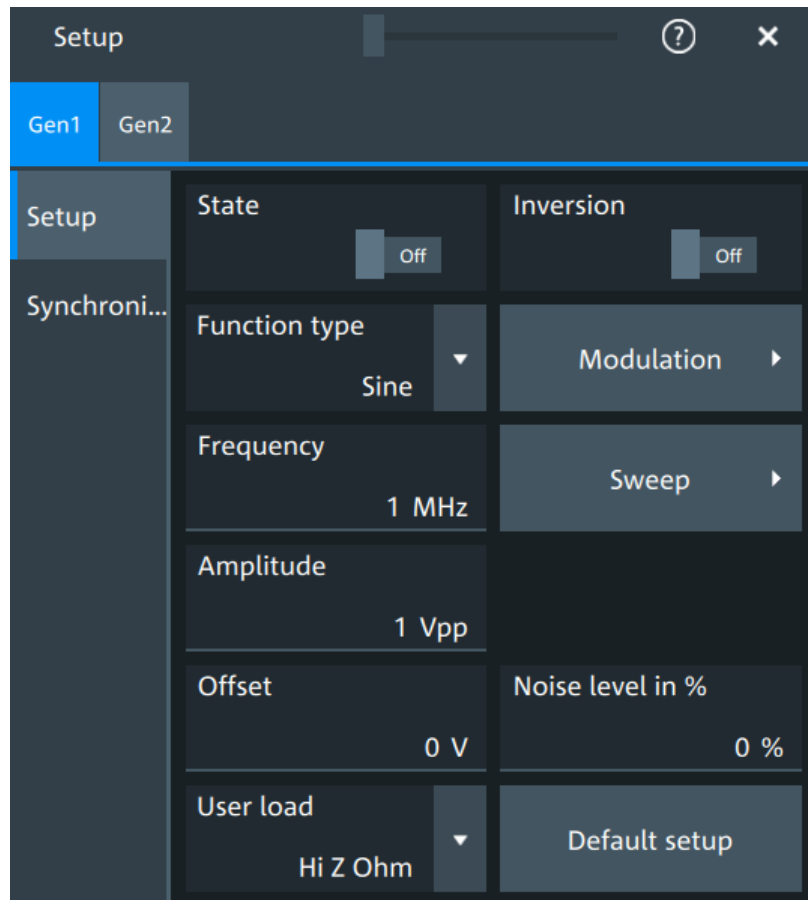 Setup ? ×
Gen1 Gen2
Setup
Synchroni...
State
Off
Inversion
Off
Function type
Sine
Modulation
Frequency
1 MHz
Sweep
Amplitude
1 Vpp
Offset
0 V
Noise level in %
0 %
User load
Hi Z Ohm
Default setup